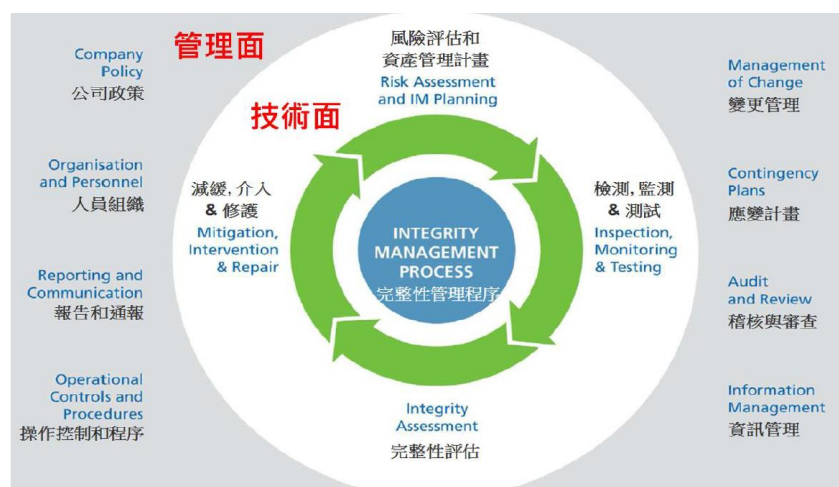 管理面
技術面
Company
Policy
公司政策
Organisation
and Personnel
人員組織
Reporting and
Communication
報告和通報
Operational
Controls and
Procedures
操作控制和程序
風險評估和
資產管理計畫
Risk Assessment
and IM Planning
減緩,介入
& 修護
Mitigation,
Intervention
& Repair
INTEGRITY
MANAGEMENT
PROCESS
完整性管理程序
檢測,監測
& 測試
Inspection,
Monitoring
& Testing
Integrity
Assessment
完整性評估
Management
of Change
變更管理
Contingency
Plans
應變計畫
Audit
and Review
稽核與審查
Information
Management
資訊管理